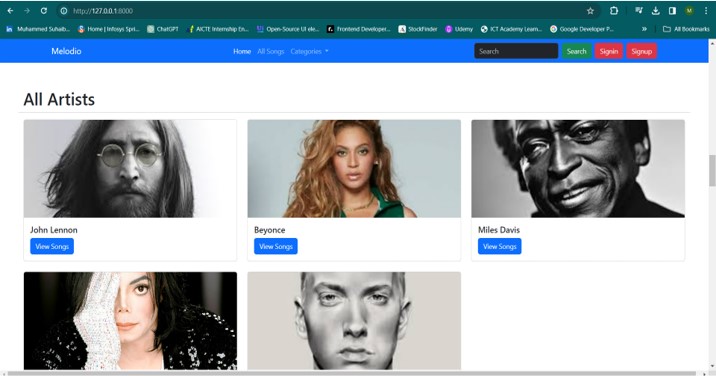 http://127.0.0.1:8000
Muhammed Suhaib... Home | Infosys Spri... ChatGPT AICTE Internship En... Open-Source UI ele... Frontend Developer... StockFinder Udemy ICT Academy Learn... Google Developer P... » All Bookmarks
Melodio Home All Songs Categories Search Search Signin Signup
All Artists
John Lennon Beyonce Miles Davis
View Songs View Songs View Songs